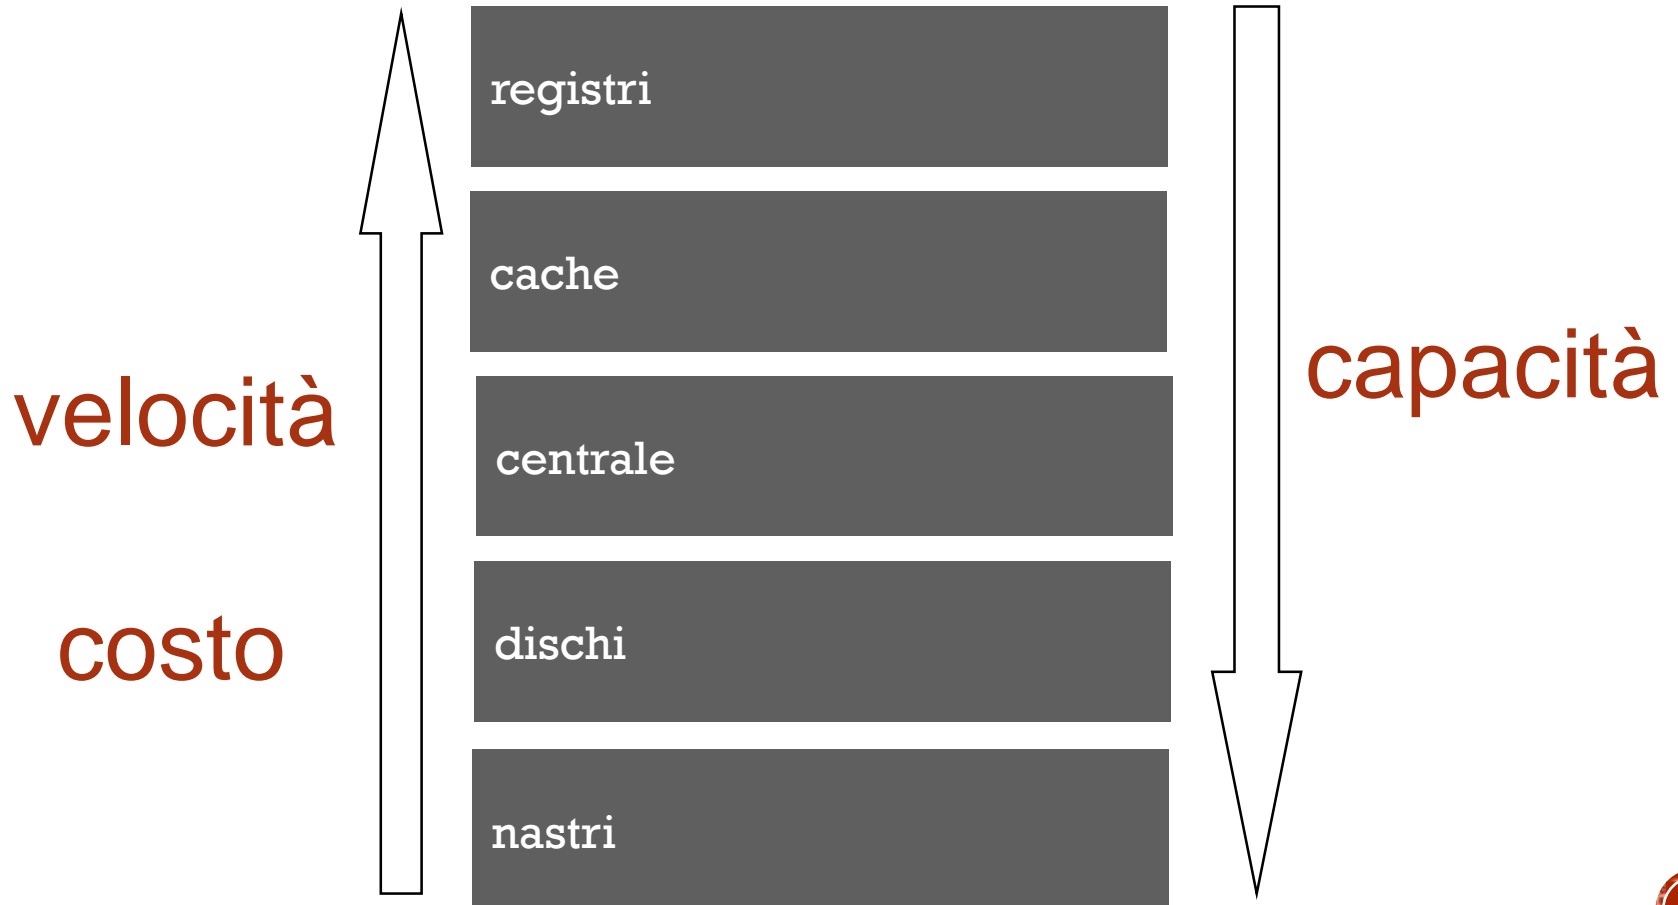 registri
cache
centrale
dischi
nastri
velocità
costo
capacità